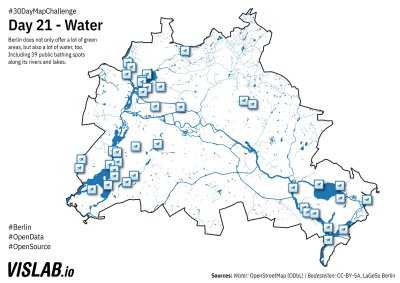 #30DayMapChallenge
Day 21 - Water
Berlin does not only offer a lot of green
areas, but also a lot of water, too.
Including 39 public bathing spots
along its rivers and lakes.
#Berlin
#OpenData
#OpenSource
VISLAB.io
Sources: Water: OpenStreetMap (ODbL) | Badestellen: CC-BY-SA, LaGeSo Berlin